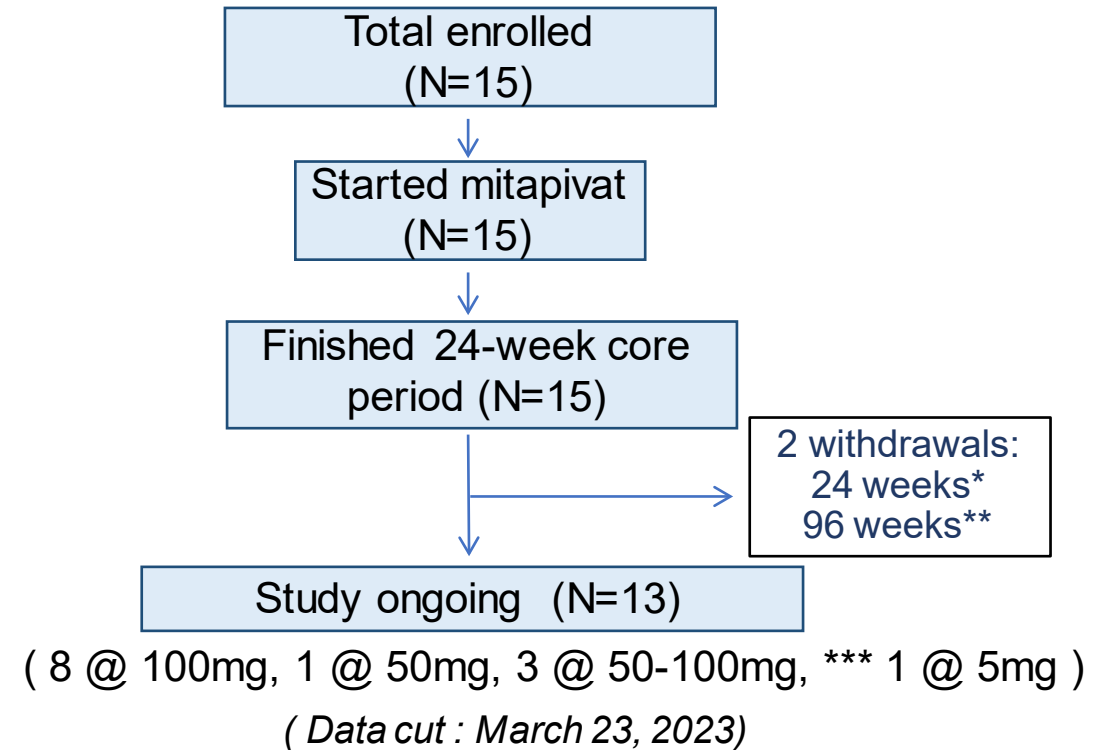 Total enrolled
(N=15)
Started mitapivat
(N=15)
Finished 24-week core
period (N=15)
2 withdrawals:
24 weeks*
96 weeks**
Study ongoing (N=13)
( 8 @ 100mg, 1 @ 50mg, 3 @ 50-100mg, *** 1 @ 5mg )
( Data cut : March 23, 2023)